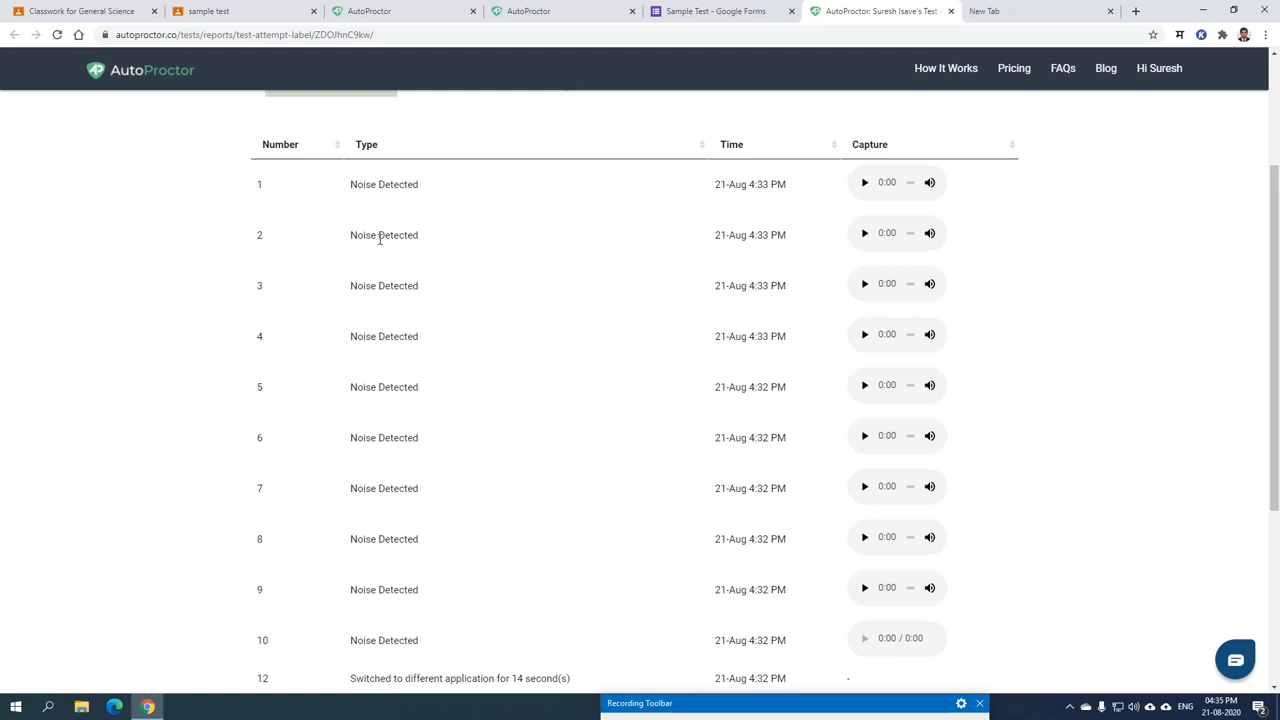 Classwork for General Science
sample test
AutoProctor
AutoProctor
Sample Test - Google Forms
AutoProctor: Suresh Isave's Test
New Tab
autoproctor.co/tests/reports/test-attempt-label/ZDOJhnC9kw/
AutoProctor
How It Works Pricing FAQs Blog Hi Suresh
Number Type Time Capture
1 Noise Detected 21-Aug 4:33 PM 0:00
2 Noise Detected 21-Aug 4:33 PM 0:00
3 Noise Detected 21-Aug 4:33 PM 0:00
4 Noise Detected 21-Aug 4:33 PM 0:00
5 Noise Detected 21-Aug 4:32 PM 0:00
6 Noise Detected 21-Aug 4:32 PM 0:00
7 Noise Detected 21-Aug 4:32 PM 0:00
8 Noise Detected 21-Aug 4:32 PM 0:00
9 Noise Detected 21-Aug 4:32 PM 0:00
10 Noise Detected 21-Aug 4:32 PM 0:00 / 0:00
12 Switched to different application for 14 second(s) 21-Aug 4:32 PM -
Recording Toolbar
ENG
04:35 PM
21-08-2020
2